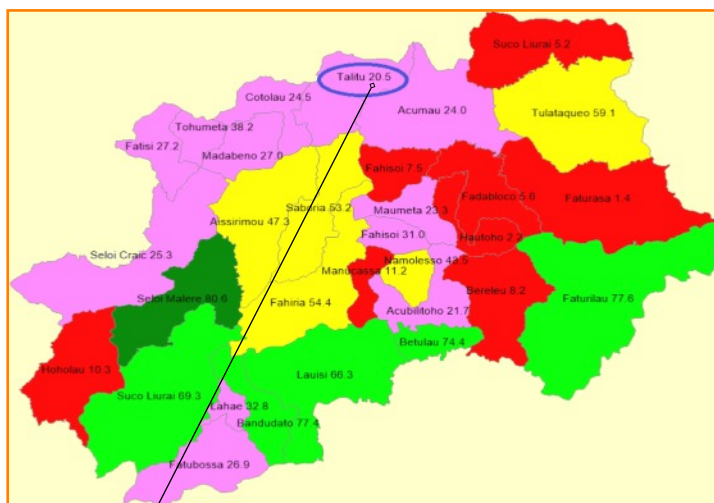 Suco Liurai 5.2
Talitu 20.5
Cotolau 24.5
Acumau 24.0
Tulataqueo 59.1
Tohumeta 38.2
Fatisi 27.2
Madabeno 27.0
Fahisoi 7.5
Fadabloco 5.6
Faturasa 1.4
Saburia 53.2
Maumeta 23.3
Aissirimou 47.3
Fahisoi 31.0
Hautoho 2.2
Seloi Craic 25.3
Namolesso 43.5
Manucassa 11.2
Seloi Malere 80.6
Fahiria 54.4
Bereleu 8.2
Faturilau 77.6
Acubilitoho 21.7
Betulau 74.4
Hoholau 10.3
Lauisi 66.3
Suco Liurai 69.3
Lahae 32.8
Bandudato 77.4
Fatubossa 26.9